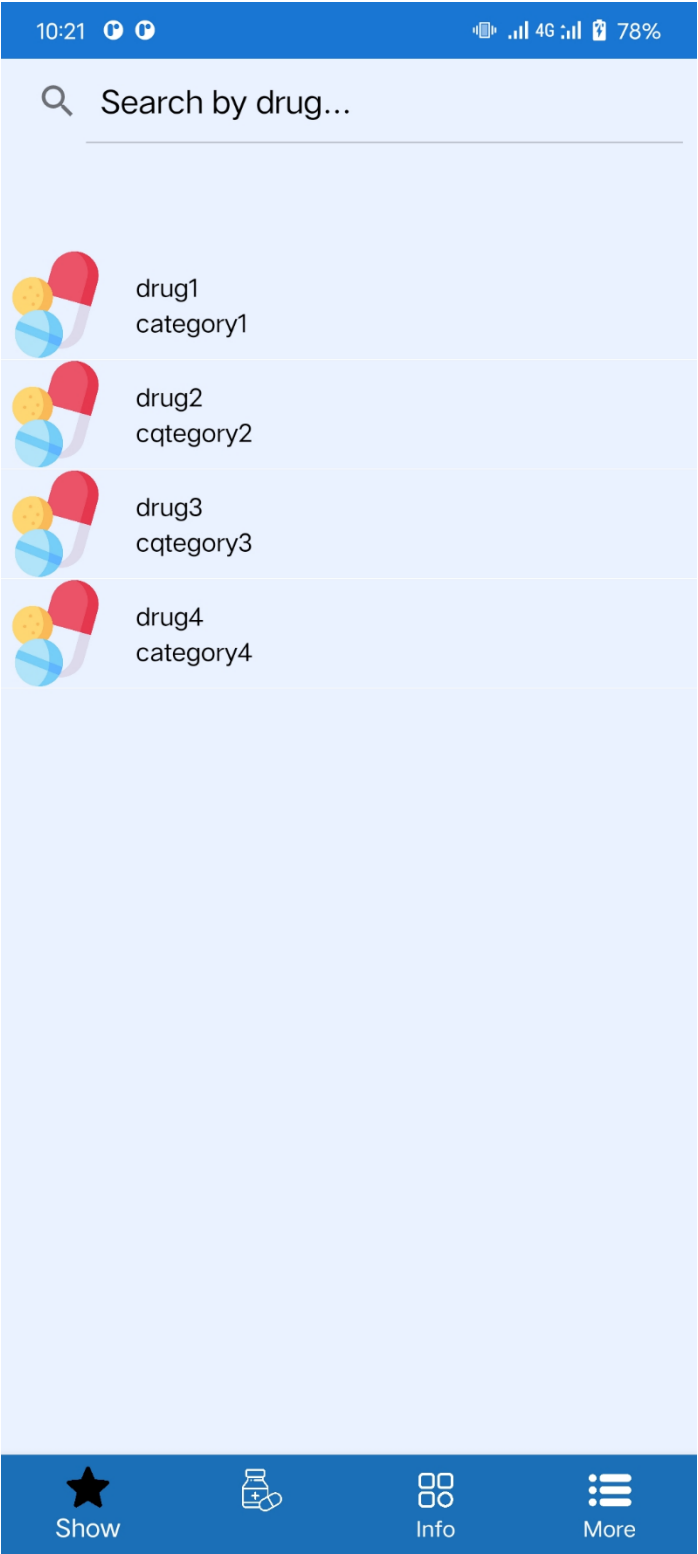 10:21 4G 78%
Search by drug...
drug1
category1
drug2
cqtegory2
drug3
cqtegory3
drug4
category4
Show Info More